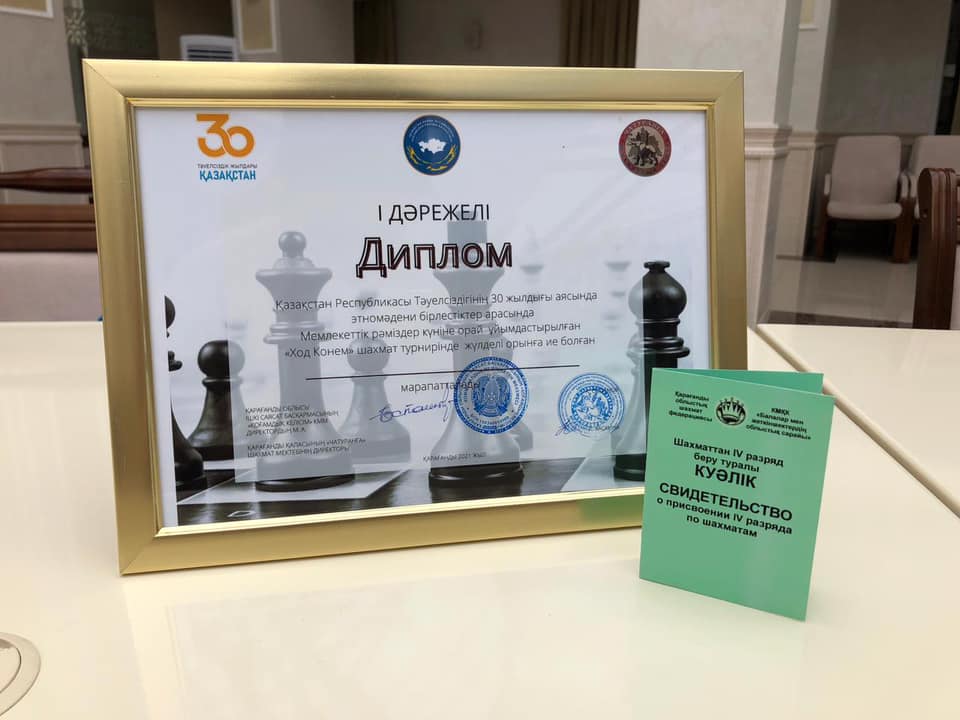 30
ТӘУЕЛСІЗДІК ЖЫЛДАРЫ
ҚАЗАҚСТАН
І ДӘРЕЖЕЛІ
Диплом
Қазақстан Республикасы Тәуелсіздігінің 30 жылдығы аясында
этномәдени бірлестіктер арасында
Мемлекеттік рәміздер күніне орай ұйымдастырылған
«Ход Конем» шахмат турнирінде жүлделі орынға ие болған
марапатталады
ҚАРАҒАНДЫ ОБЛЫСЫ
ІШКІ САЯСАТ БАСҚАРМАСЫНЫҢ
«ҚОҒАМДЫҚ КЕЛІСІМ» КММ
ДИРЕКТОРДЫҢ М.А.
ҚАРАҒАНДЫ ҚАЛАСЫНЫҢ «ЧАТУРАНГА»
ШАХМАТ МЕКТЕБІНІҢ ДИРЕКТОРЫ
ҚАРАҒАНДЫ 2021 ЖЫЛ
Қарағанды
облыстық
шахмат
федерациясы
КМҚК
«Балалар мен
жеткіншектердің
облыстық сарайы»
Шахматтан IV разряд
беру туралы
КУӘЛІК
СВИДЕТЕЛЬСТВО
о присвоении IV разряда
по шахматам